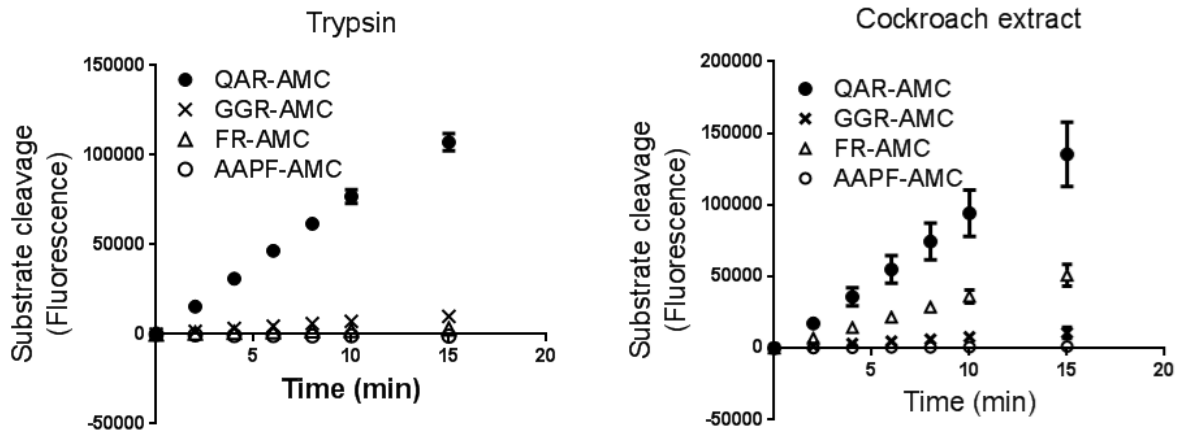 Trypsin
150000
100000
50000
0
-50000
5
10
15
20
QAR-AMC
GGR-AMC
FR-AMC
AAPF-AMC
Substrate cleavage
(Fluorescence)
Time (min)
Cockroach extract
200000
150000
100000
50000
0
-50000
5
10
15
20
QAR-AMC
GGR-AMC
FR-AMC
AAPF-AMC
Substrate cleavage
(Fluorescence)
Time (min)